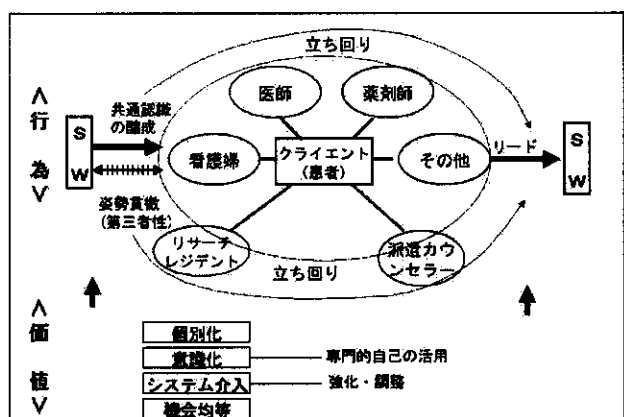 立ち回り
医師
薬剤師
共通認識
の醸成
看護婦
クライエント
(患者)
その他
リード
SW
SW
姿勢貫徹
(第三者性)
リサーチ
レジデント
派遣カウ
ンセラー
立ち回り
<行為>
<価値>
個別化
意識化
専門的自己の活用
システム介入
強化・調整
機会均等